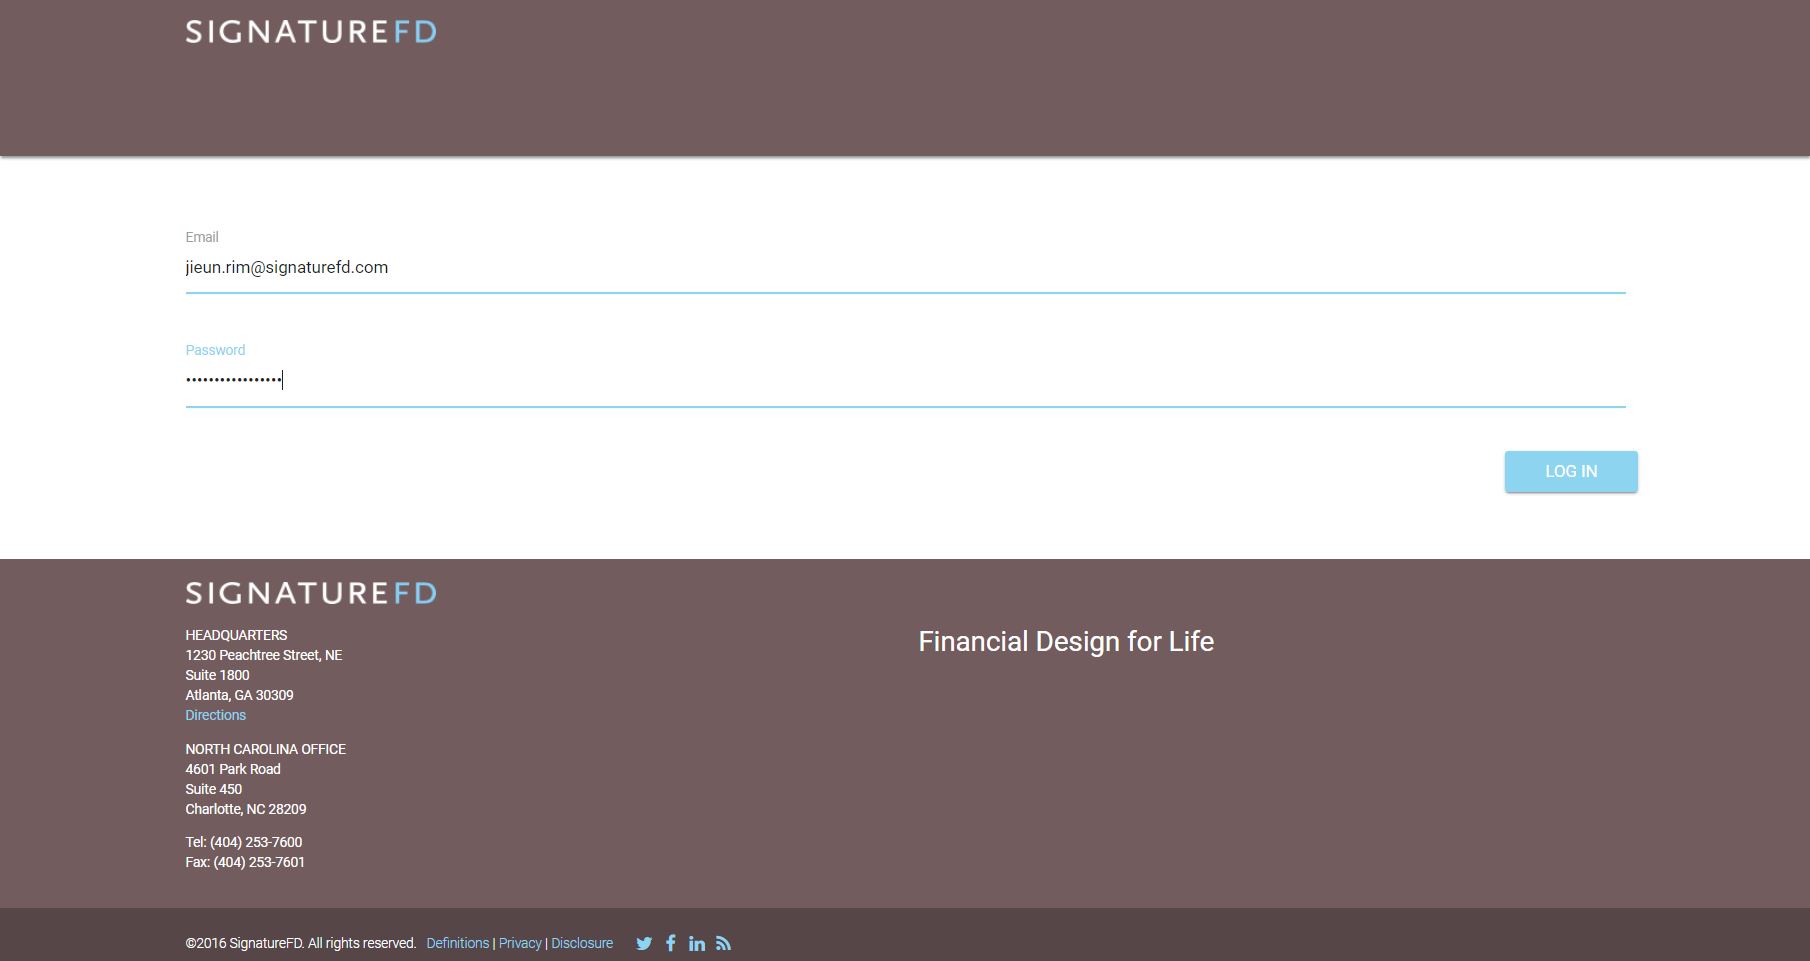 SIGNATUREFD
Email
jieun.rim@signaturefd.com
Password
•••••••••••••••••
LOG IN
SIGNATUREFD
HEADQUARTERS
1230 Peachtree Street, NE
Suite 1800
Atlanta, GA 30309
Directions
NORTH CAROLINA OFFICE
4601 Park Road
Suite 450
Charlotte, NC 28209
Tel: (404) 253-7600
Fax: (404) 253-7601
Financial Design for Life
©2016 SignatureFD. All rights reserved. Definitions | Privacy | Disclosure